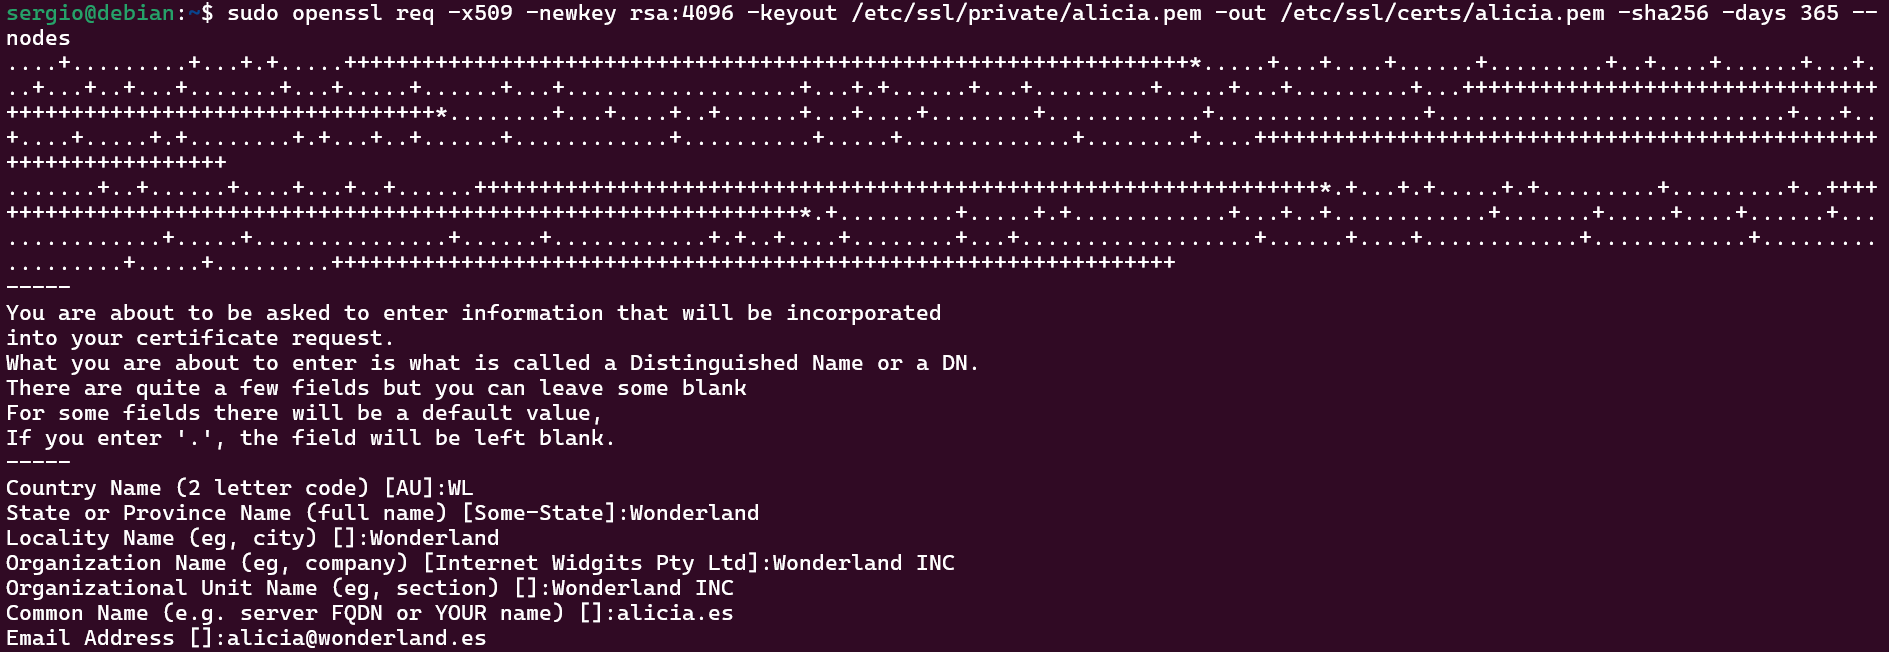 sergio@debian:~$ sudo openssl req -x509 -newkey rsa:4096 -keyout /etc/ssl/private/alicia.pem -out /etc/ssl/certs/alicia.pem -sha256 -days 365 --
nodes
-----
You are about to be asked to enter information that will be incorporated
into your certificate request.
What you are about to enter is what is called a Distinguished Name or a DN.
There are quite a few fields but you can leave some blank
For some fields there will be a default value,
If you enter '.', the field will be left blank.
-----
Country Name (2 letter code) [AU]:WL
State or Province Name (full name) [Some-State]:Wonderland
Locality Name (eg, city) []:Wonderland
Organization Name (eg, company) [Internet Widgits Pty Ltd]:Wonderland INC
Organizational Unit Name (eg, section) []:Wonderland INC
Common Name (e.g. server FQDN or YOUR name) []:alicia.es
Email Address []:alicia@wonderland.es